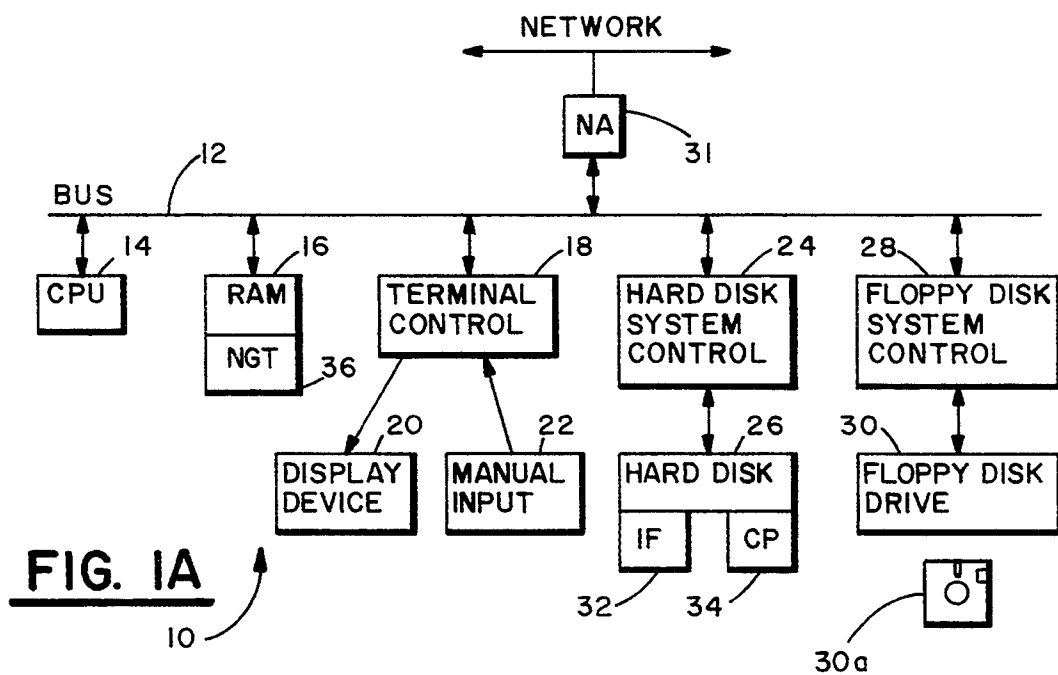 NETWORK
NA
31
12
BUS
14
16
18
24
28
CPU
RAM
NGT
36
TERMINAL
CONTROL
HARD DISK
SYSTEM
CONTROL
FLOPPY DISK
SYSTEM
CONTROL
20
22
26
30
DISPLAY
DEVICE
MANUAL
INPUT
HARD DISK
IF
CP
FLOPPY DISK
DRIVE
32
34
30a
FIG. 1A
10